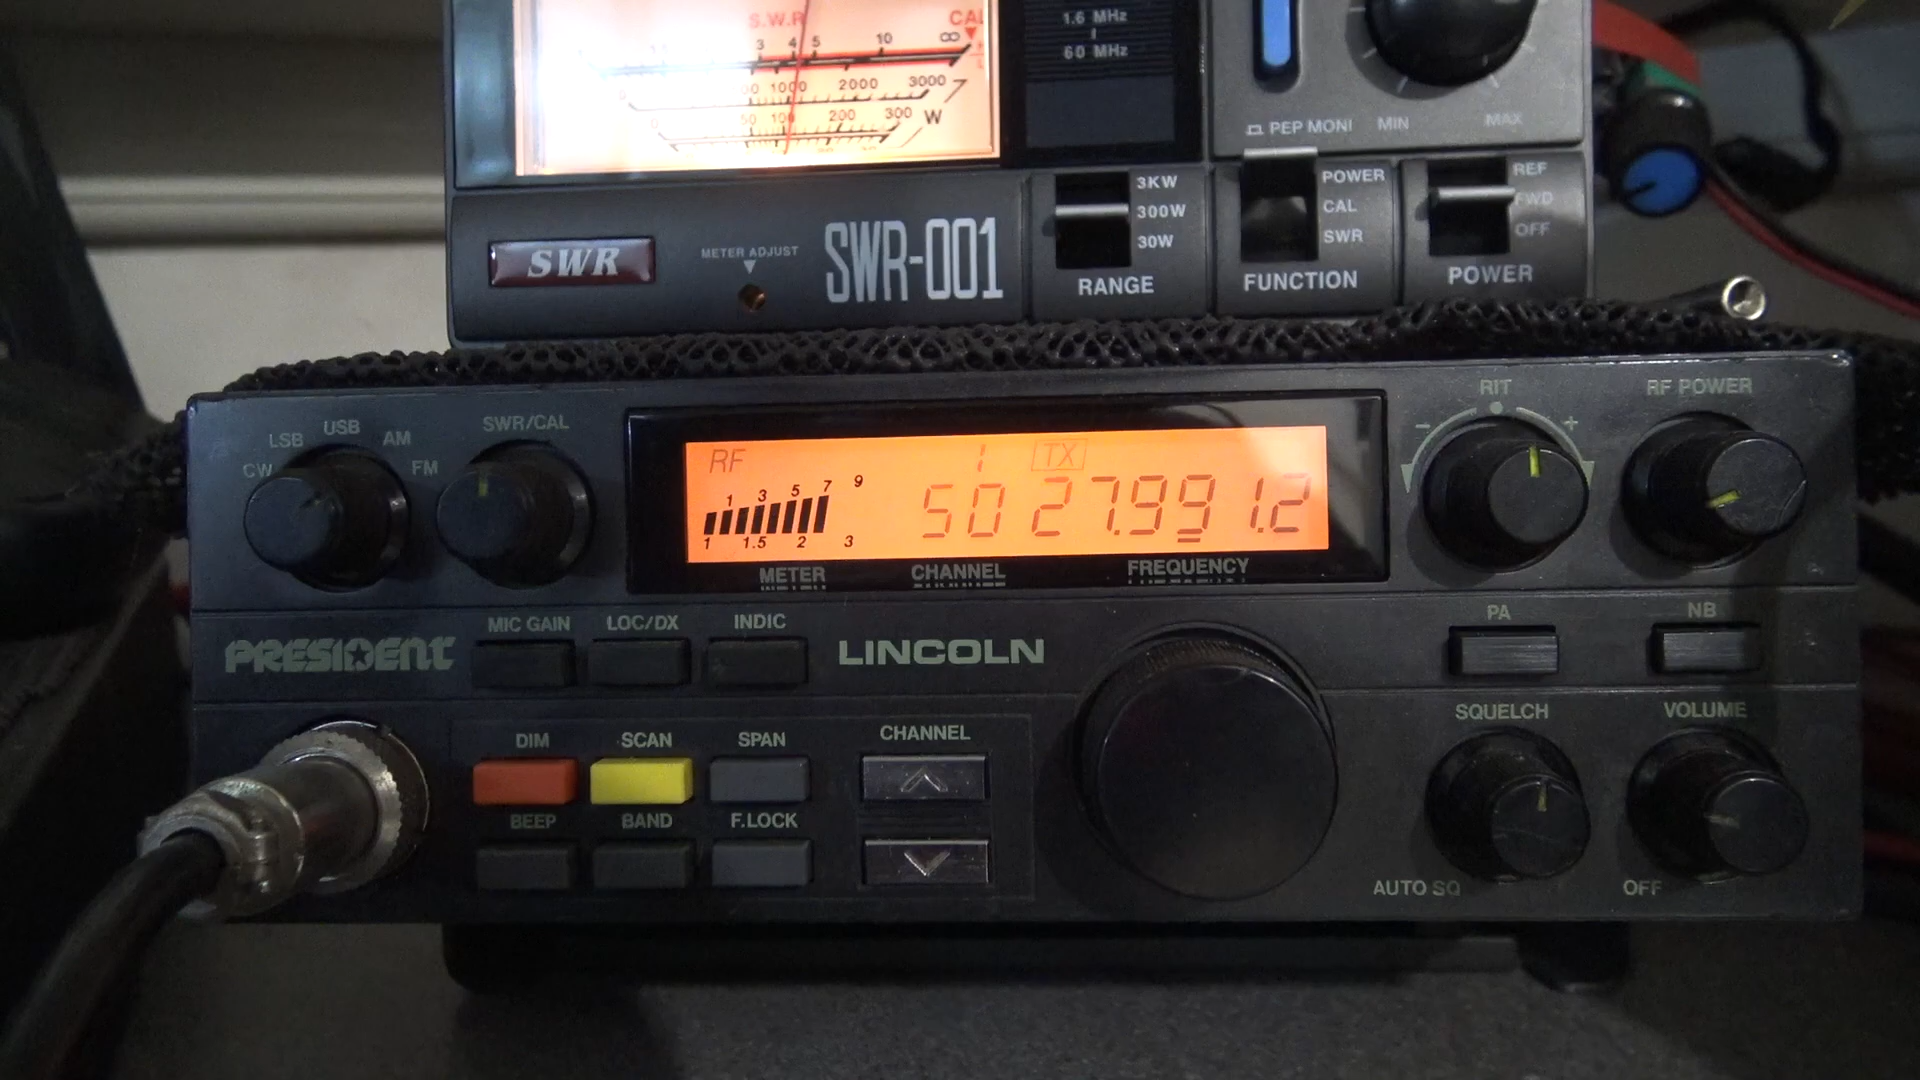 S.W.R CAL
3 4 5 10 ∞
1000 2000 3000
50 100 200 300 W
1.6 MHz
60 MHz
PEP MONI MIN MAX
SWR
METER ADJUST
SWR-001
3KW
300W
30W
RANGE
POWER
CAL
SWR
FUNCTION
REF
FWD
OFF
POWER
CW LSB USB AM FM
SWR/CAL
RF 1 TX
1 3 5 7 9
50 27.991.2
1 1.5 2 3
METER CHANNEL FREQUENCY
RIT
- +
RF POWER
PRESIDENT
MIC GAIN LOC/DX INDIC
LINCOLN
PA NB
DIM SCAN SPAN
BEEP BAND F.LOCK
CHANNEL
SQUELCH VOLUME
AUTO SQ OFF